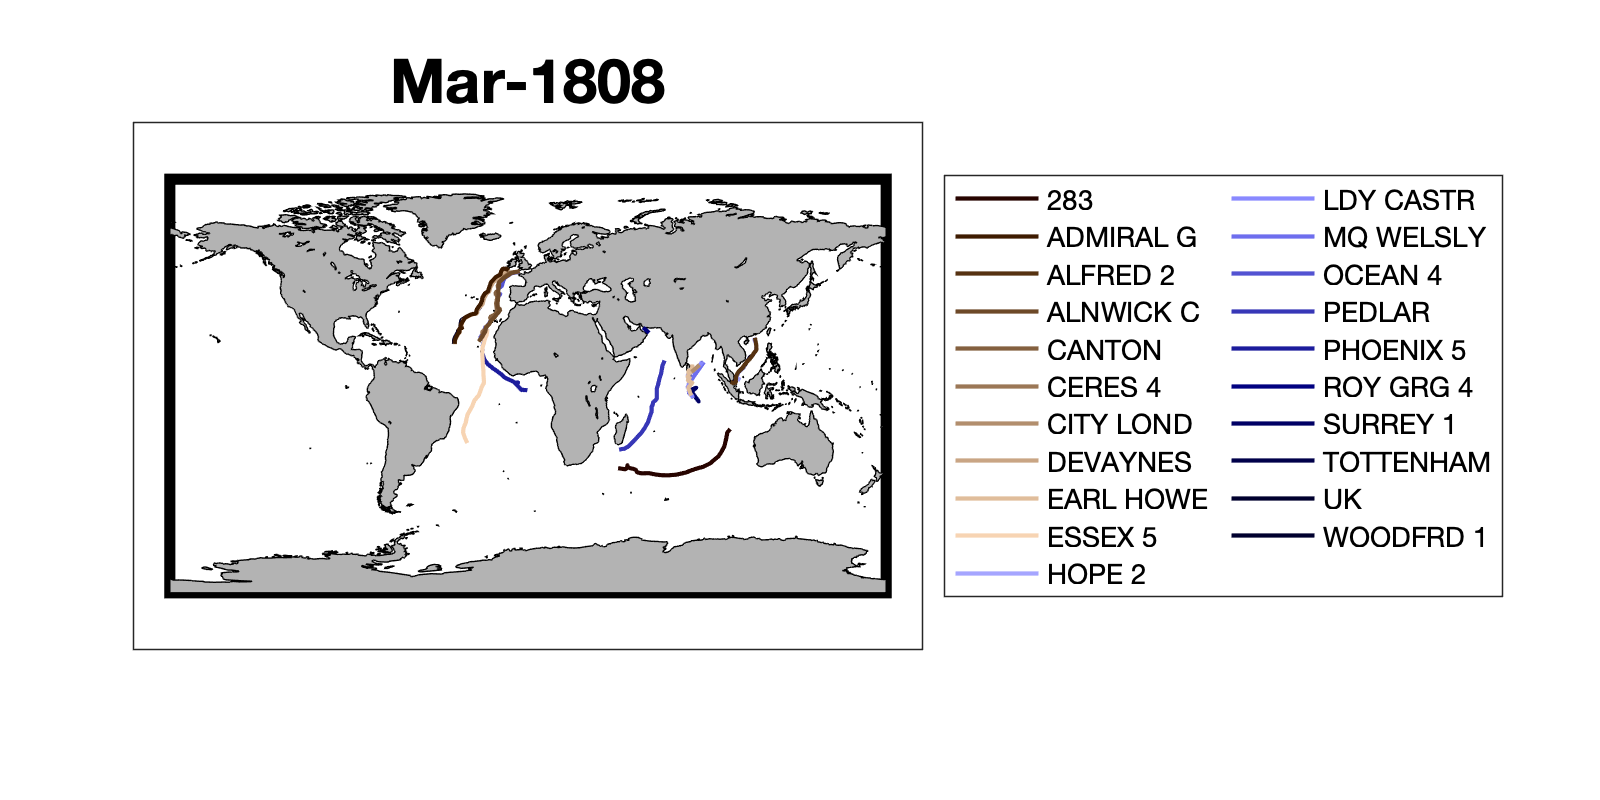 Mar-1808
283
ADMIRAL G
ALFRED 2
ALNWICK C
CANTON
CERES 4
CITY LOND
DEVAYNES
EARL HOWE
ESSEX 5
HOPE 2
LDY CASTR
MQ WELSLY
OCEAN 4
PEDLAR
PHOENIX 5
ROY GRG 4
SURREY 1
TOTTENHAM
UK
WOODFRD 1